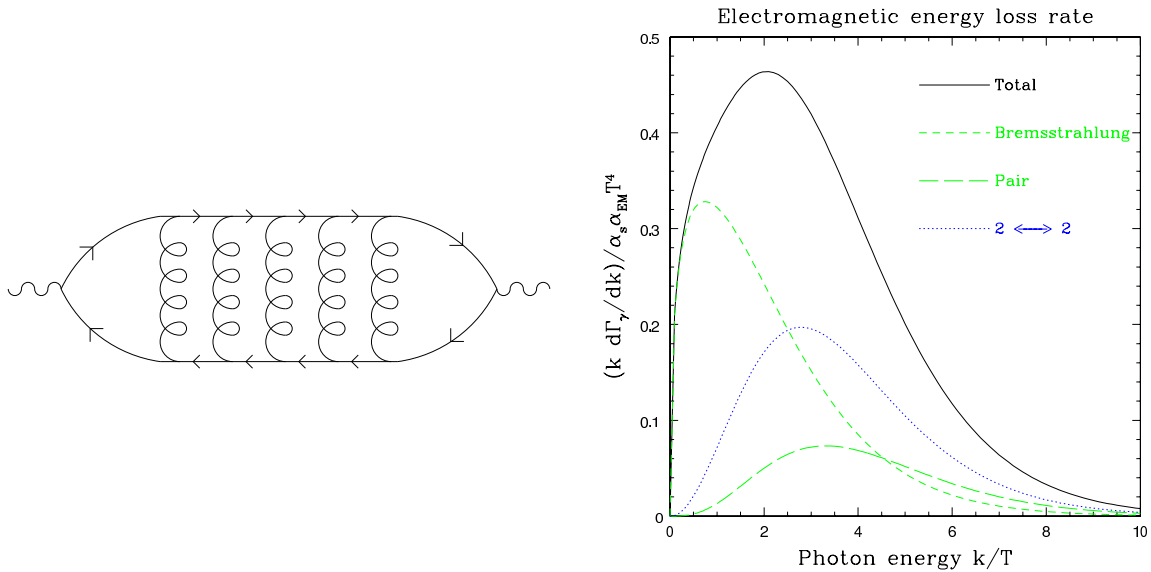 Electromagnetic energy loss rate
0.5
0.4
0.3
0.2
0.1
0
(k dΓγ/dk)/αsαEMT⁴
Total
Bremsstrahlung
Pair
2 ⟷ 2
0 2 4 6 8 10
Photon energy k/T